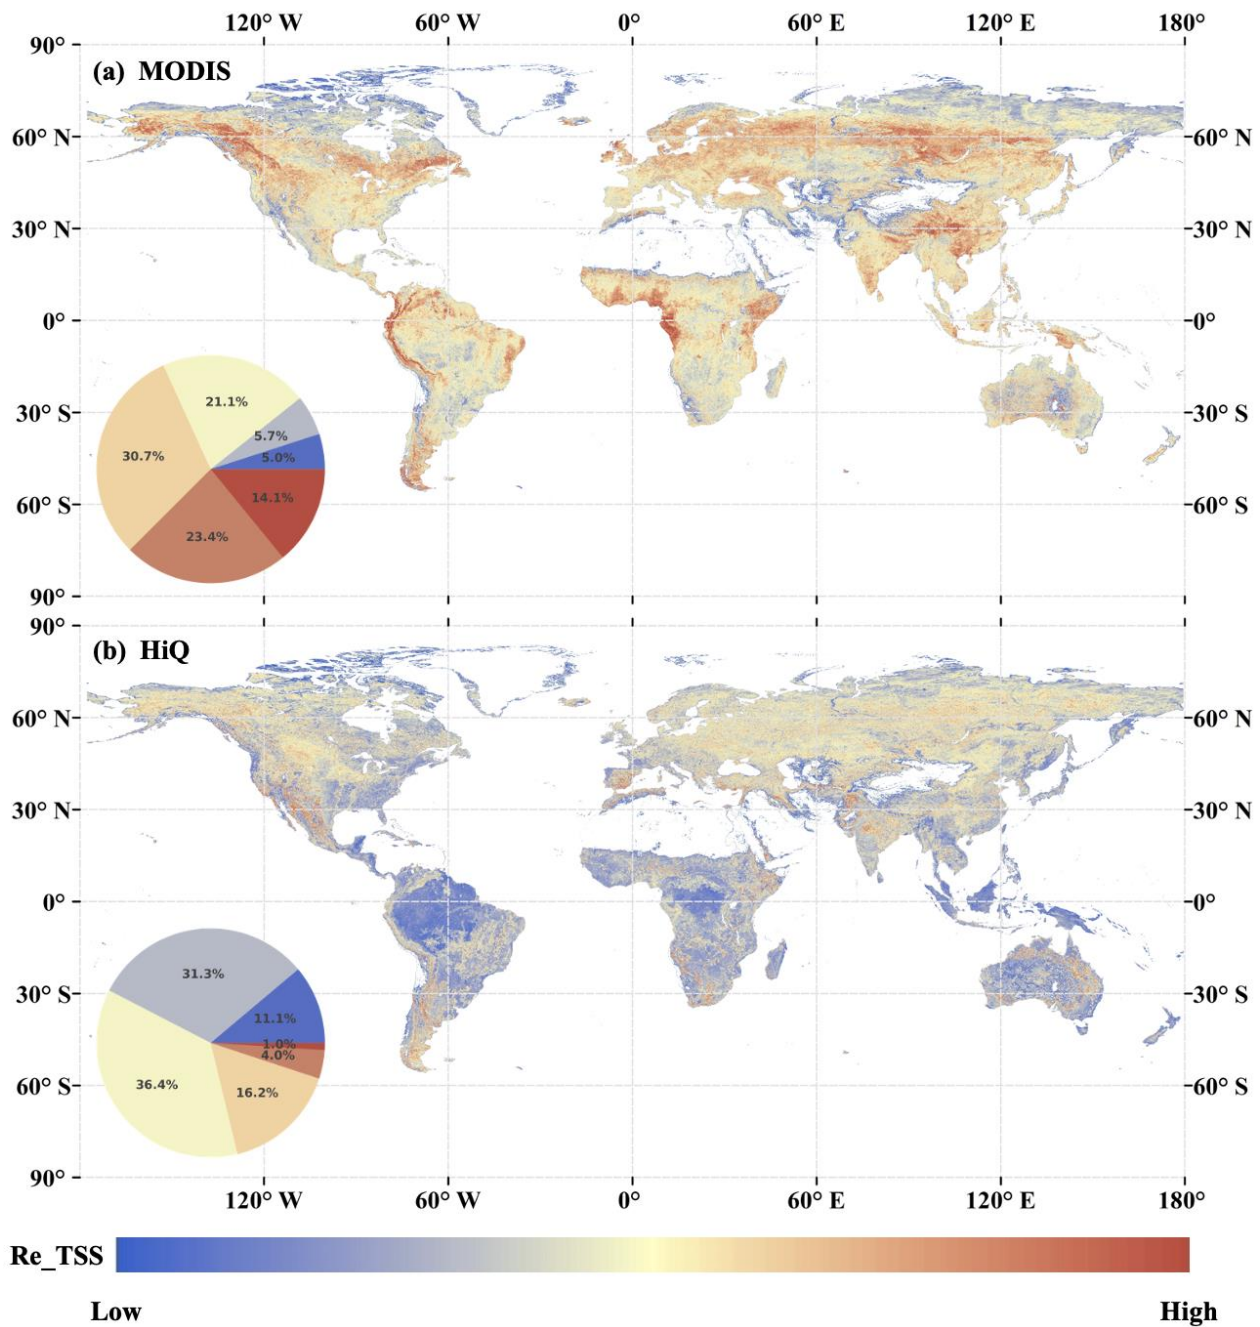 120° W 60° W 0° 60° E 120° E 180°
90°
(a) MODIS
60° N 60° N
30° N 30° N
0° 0°
21.1%
30° S 30° S
5.7%
30.7% 5.0%
14.1%
60° S 60° S
23.4%
90°
90°
(b) HiQ
60° N 60° N
30° N 30° N
0° 0°
31.3%
30° S 30° S
11.1%
1.0%
4.0%
36.4% 16.2%
60° S 60° S
90°
120° W 60° W 0° 60° E 120° E 180°
Re_TSS
Low High